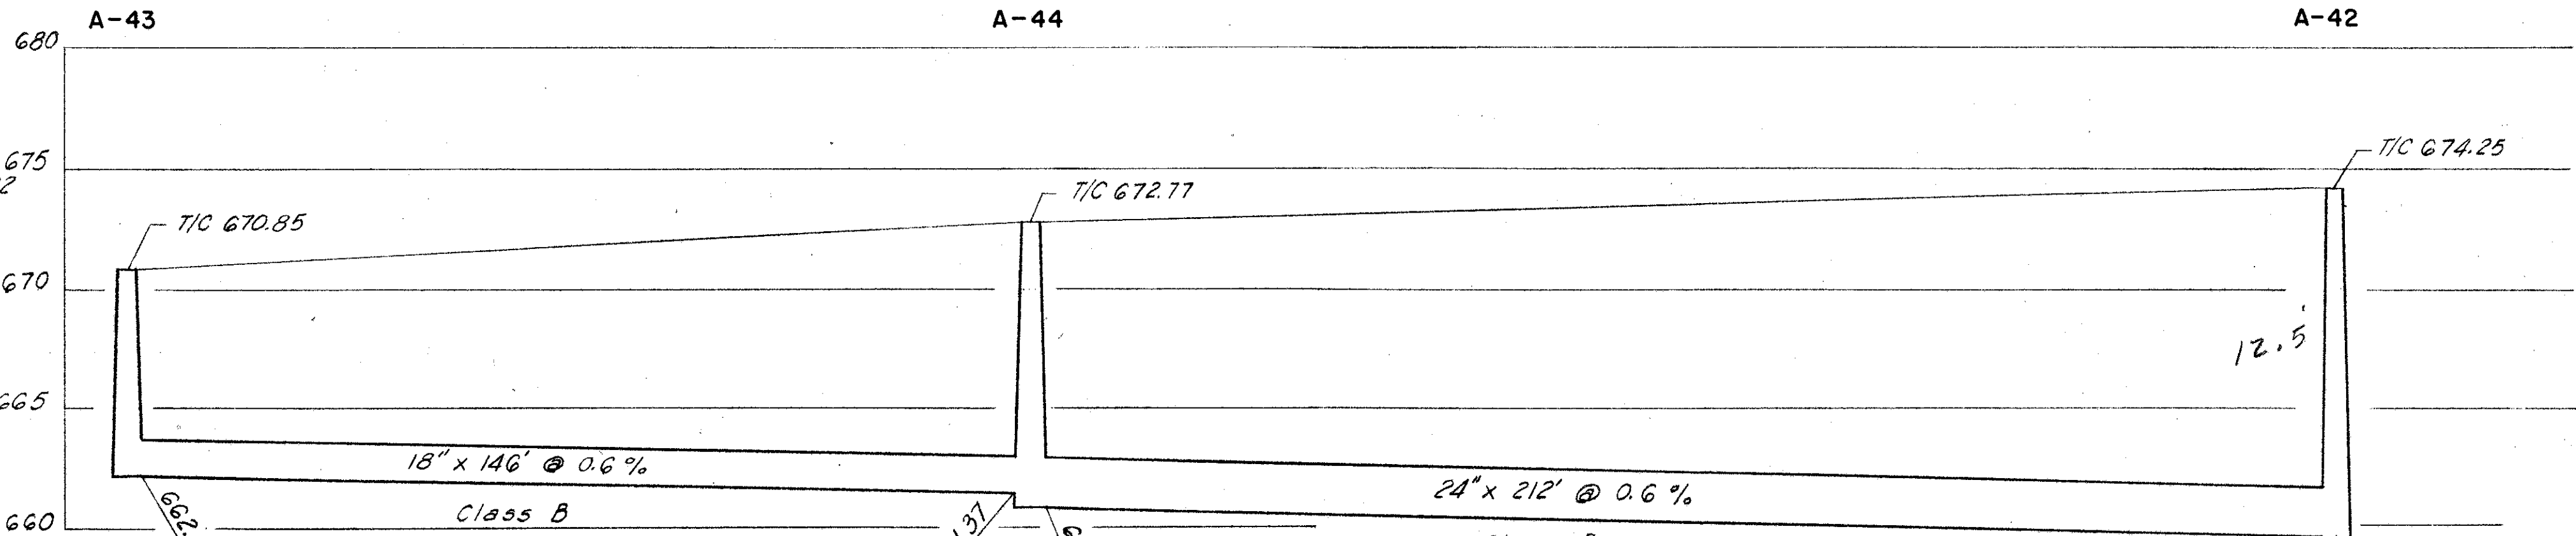 A-43 A-44 A-42
680
675
T/C 674.25
T/C 672.77
T/C 670.85
670
12.5'
665
18" x 146' @ 0.6 %
24" x 212' @ 0.6 %
662.
Class B
660